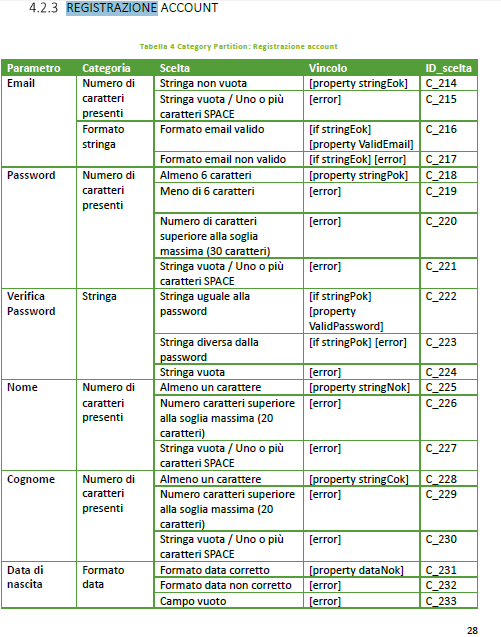 4.2.3 REGISTRAZIONE ACCOUNT
Tabella 4 Category Partition: Registrazione account
Parametro Categoria Scelta Vincolo ID_scelta
Email Numero di caratteri presenti Stringa non vuota [property stringEok] C_214
Stringa vuota / Uno o più caratteri SPACE [error] C_215
Formato stringa Formato email valido [if stringEok] [property ValidEmail] C_216
Formato email non valido [if stringEok] [error] C_217
Password Numero di caratteri presenti Almeno 6 caratteri [property stringPok] C_218
Meno di 6 caratteri [error] C_219
Numero di caratteri superiore alla soglia massima (30 caratteri) [error] C_220
Stringa vuota / Uno o più caratteri SPACE [error] C_221
Verifica Password Stringa Stringa uguale alla password [if stringPok] [property ValidPassword] C_222
Stringa diversa dalla password [if stringPok] [error] C_223
Stringa vuota [error] C_224
Nome Numero di caratteri presenti Almeno un carattere [property stringNok] C_225
Numero caratteri superiore alla soglia massima (20 caratteri) [error] C_226
Stringa vuota / Uno o più caratteri SPACE [error] C_227
Cognome Numero di caratteri presenti Almeno un carattere [property stringCok] C_228
Numero caratteri superiore alla soglia massima (20 caratteri) [error] C_229
Stringa vuota / Uno o più caratteri SPACE [error] C_230
Data di nascita Formato data Formato data corretto [property dataNok] C_231
Formato data non corretto [error] C_232
Campo vuoto [error] C_233
28